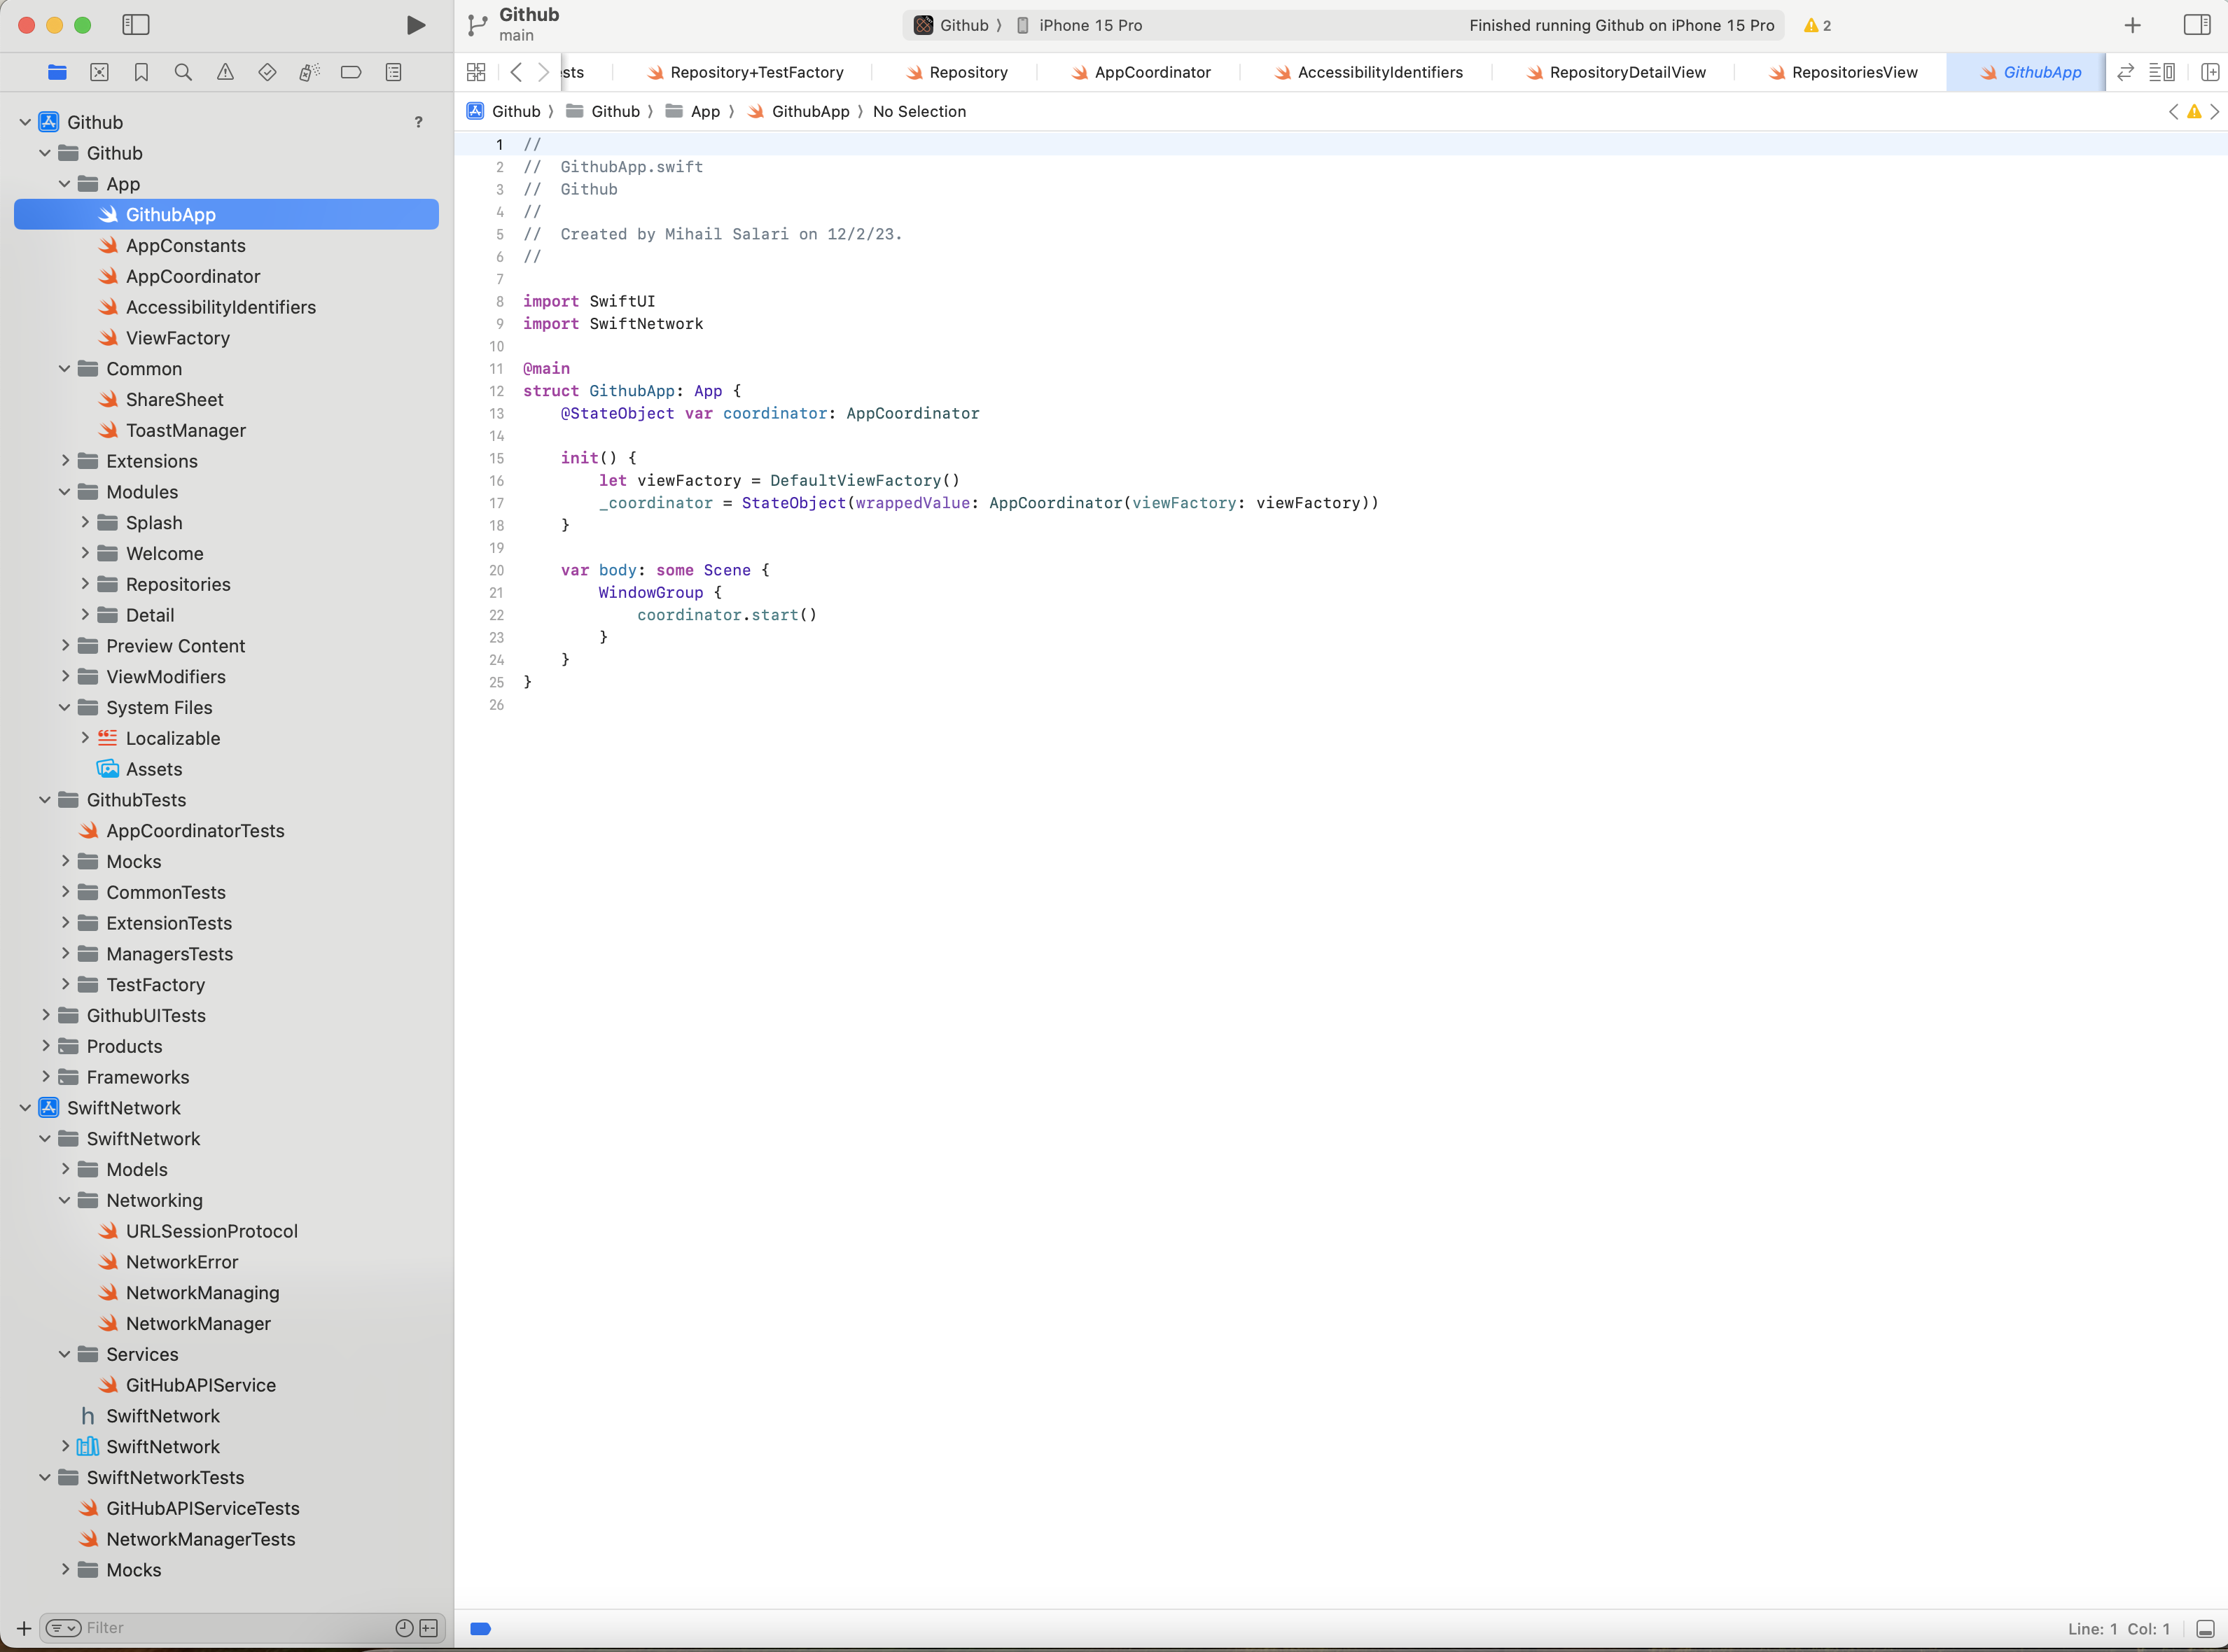 Github
main
Github ⟩ iPhone 15 Pro
Finished running Github on iPhone 15 Pro
2
sts
Repository+TestFactory
Repository
AppCoordinator
AccessibilityIdentifiers
RepositoryDetailView
RepositoriesView
GithubApp
Github ⟩ Github ⟩ App ⟩ GithubApp ⟩ No Selection
Github ?
Github
App
GithubApp
AppConstants
AppCoordinator
AccessibilityIdentifiers
ViewFactory
Common
ShareSheet
ToastManager
Extensions
Modules
Splash
Welcome
Repositories
Detail
Preview Content
ViewModifiers
System Files
Localizable
Assets
GithubTests
AppCoordinatorTests
Mocks
CommonTests
ExtensionTests
ManagersTests
TestFactory
GithubUITests
Products
Frameworks
SwiftNetwork
SwiftNetwork
Models
Networking
URLSessionProtocol
NetworkError
NetworkManaging
NetworkManager
Services
GitHubAPIService
h SwiftNetwork
SwiftNetwork
SwiftNetworkTests
GitHubAPIServiceTests
NetworkManagerTests
Mocks
Filter
1 //
2 //  GithubApp.swift
3 //  Github
4 //
5 //  Created by Mihail Salari on 12/2/23.
6 //
7
8 import SwiftUI
9 import SwiftNetwork
10
11 @main
12 struct GithubApp: App {
13     @StateObject var coordinator: AppCoordinator
14
15     init() {
16         let viewFactory = DefaultViewFactory()
17         _coordinator = StateObject(wrappedValue: AppCoordinator(viewFactory: viewFactory))
18     }
19
20     var body: some Scene {
21         WindowGroup {
22             coordinator.start()
23         }
24     }
25 }
26
Line: 1 Col: 1